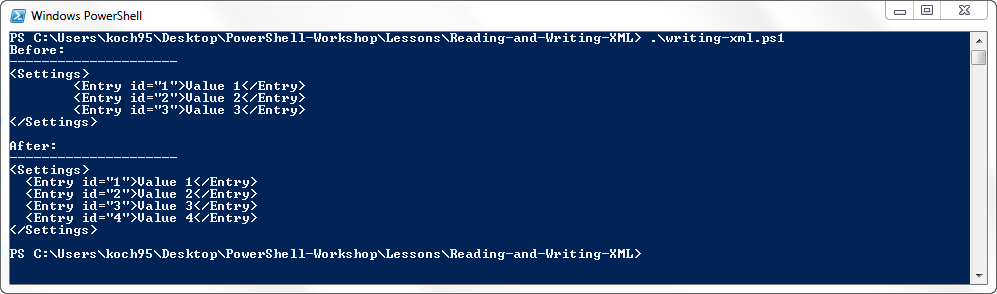 Windows PowerShell
PS C:\Users\koch95\Desktop\PowerShell-Workshop\Lessons\Reading-and-Writing-XML> .\writing-xml.ps1
Before:
---------------------
<Settings>
        <Entry id="1">Value 1</Entry>
        <Entry id="2">Value 2</Entry>
        <Entry id="3">Value 3</Entry>
</Settings>

After:
---------------------
<Settings>
  <Entry id="1">Value 1</Entry>
  <Entry id="2">Value 2</Entry>
  <Entry id="3">Value 3</Entry>
  <Entry id="4">Value 4</Entry>
</Settings>

PS C:\Users\koch95\Desktop\PowerShell-Workshop\Lessons\Reading-and-Writing-XML>